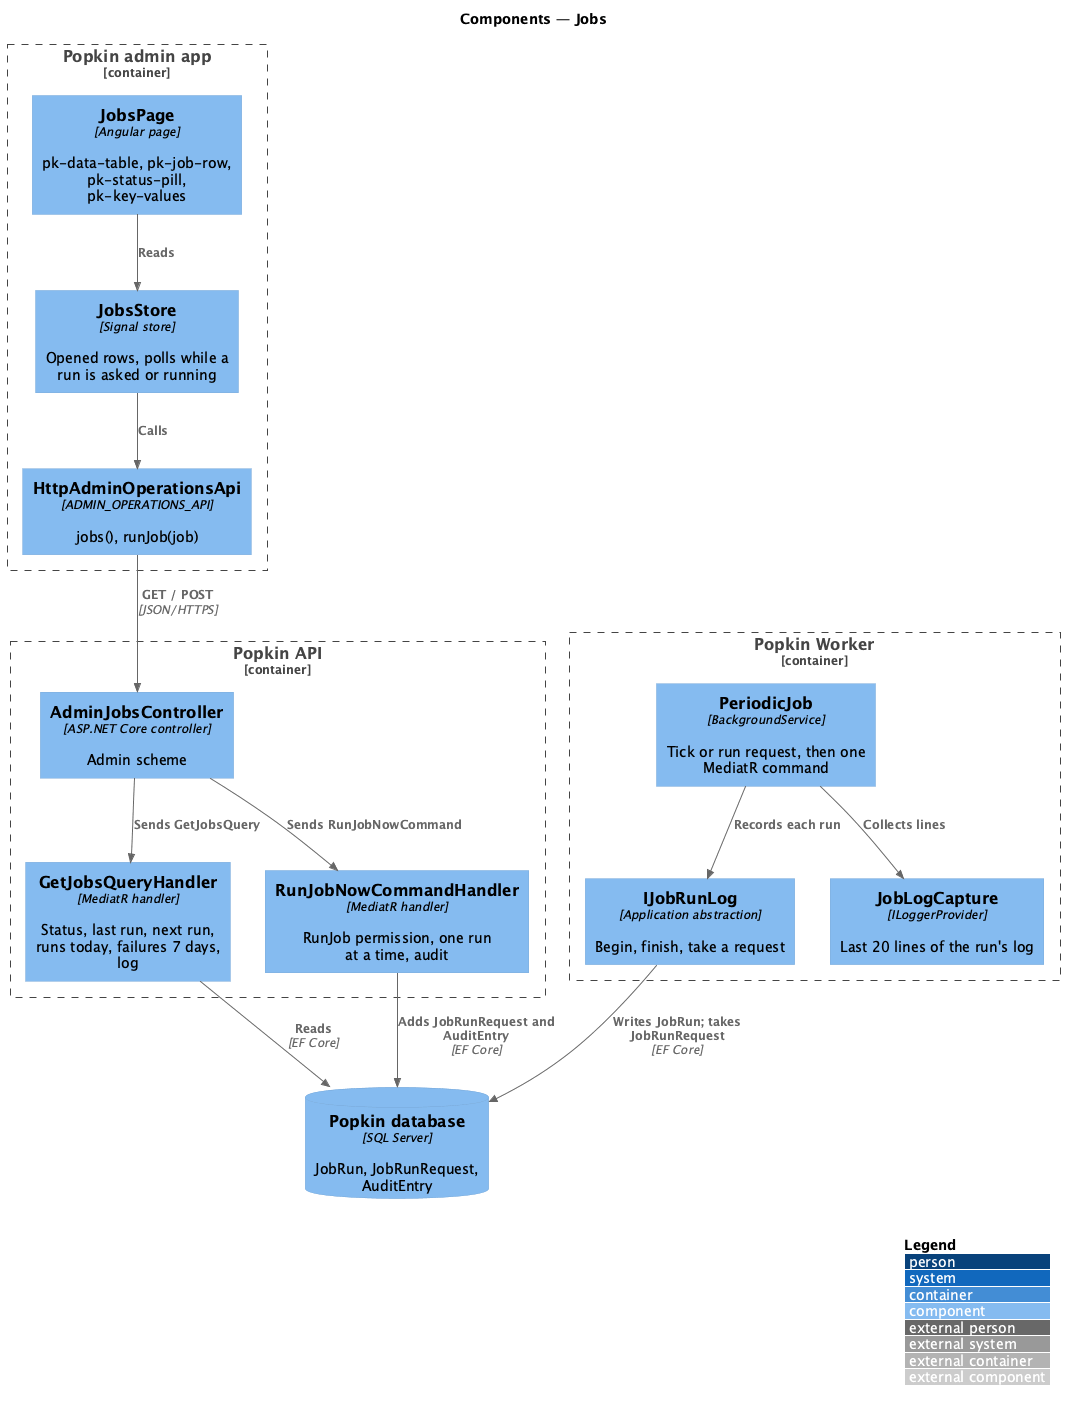 Components — Jobs
Popkin admin app
[container]
JobsPage
[Angular page]
pk-data-table, pk-job-row,
pk-status-pill,
pk-key-values
Reads
JobsStore
[Signal store]
Opened rows, polls while a
run is asked or running
Calls
HttpAdminOperationsApi
[ADMIN_OPERATIONS_API]
jobs(), runJob(job)
GET / POST
[JSON/HTTPS]
Popkin API
[container]
AdminJobsController
[ASP.NET Core controller]
Admin scheme
Sends GetJobsQuery
Sends RunJobNowCommand
GetJobsQueryHandler
[MediatR handler]
Status, last run, next run,
runs today, failures 7 days,
log
RunJobNowCommandHandler
[MediatR handler]
RunJob permission, one run
at a time, audit
Popkin Worker
[container]
PeriodicJob
[BackgroundService]
Tick or run request, then one
MediatR command
Records each run
Collects lines
IJobRunLog
[Application abstraction]
Begin, finish, take a request
JobLogCapture
[ILoggerProvider]
Last 20 lines of the run's log
Reads
[EF Core]
Adds JobRunRequest and
AuditEntry
[EF Core]
Writes JobRun; takes
JobRunRequest
[EF Core]
Popkin database
[SQL Server]
JobRun, JobRunRequest,
AuditEntry
Legend
person
system
container
component
external person
external system
external container
external component